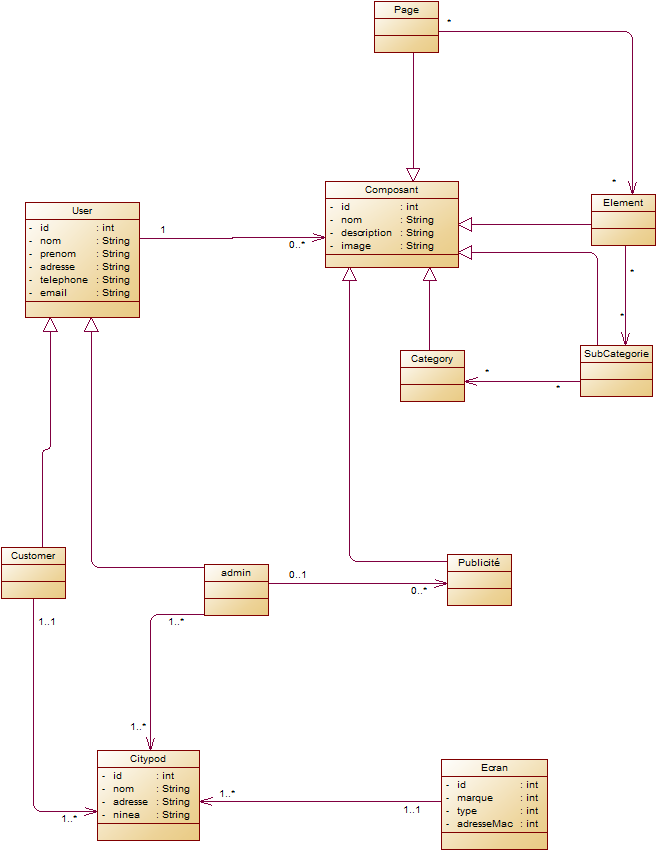 Page
*
*
Composant
- id : int
- nom : String
- description : String
- image : String
Element
User
- id : int
- nom : String
- prenom : String
- adresse : String
- telephone : String
- email : String
1
0..*
*
*
SubCategorie
Category
*
*
Customer
admin
Publicité
0..1
0..*
1..1
1..*
1..*
Citypod
- id : int
- nom : String
- adresse : String
- ninea : String
1..*
1..*
1..1
Ecran
- id : int
- marque : int
- type : int
- adresseMac : int